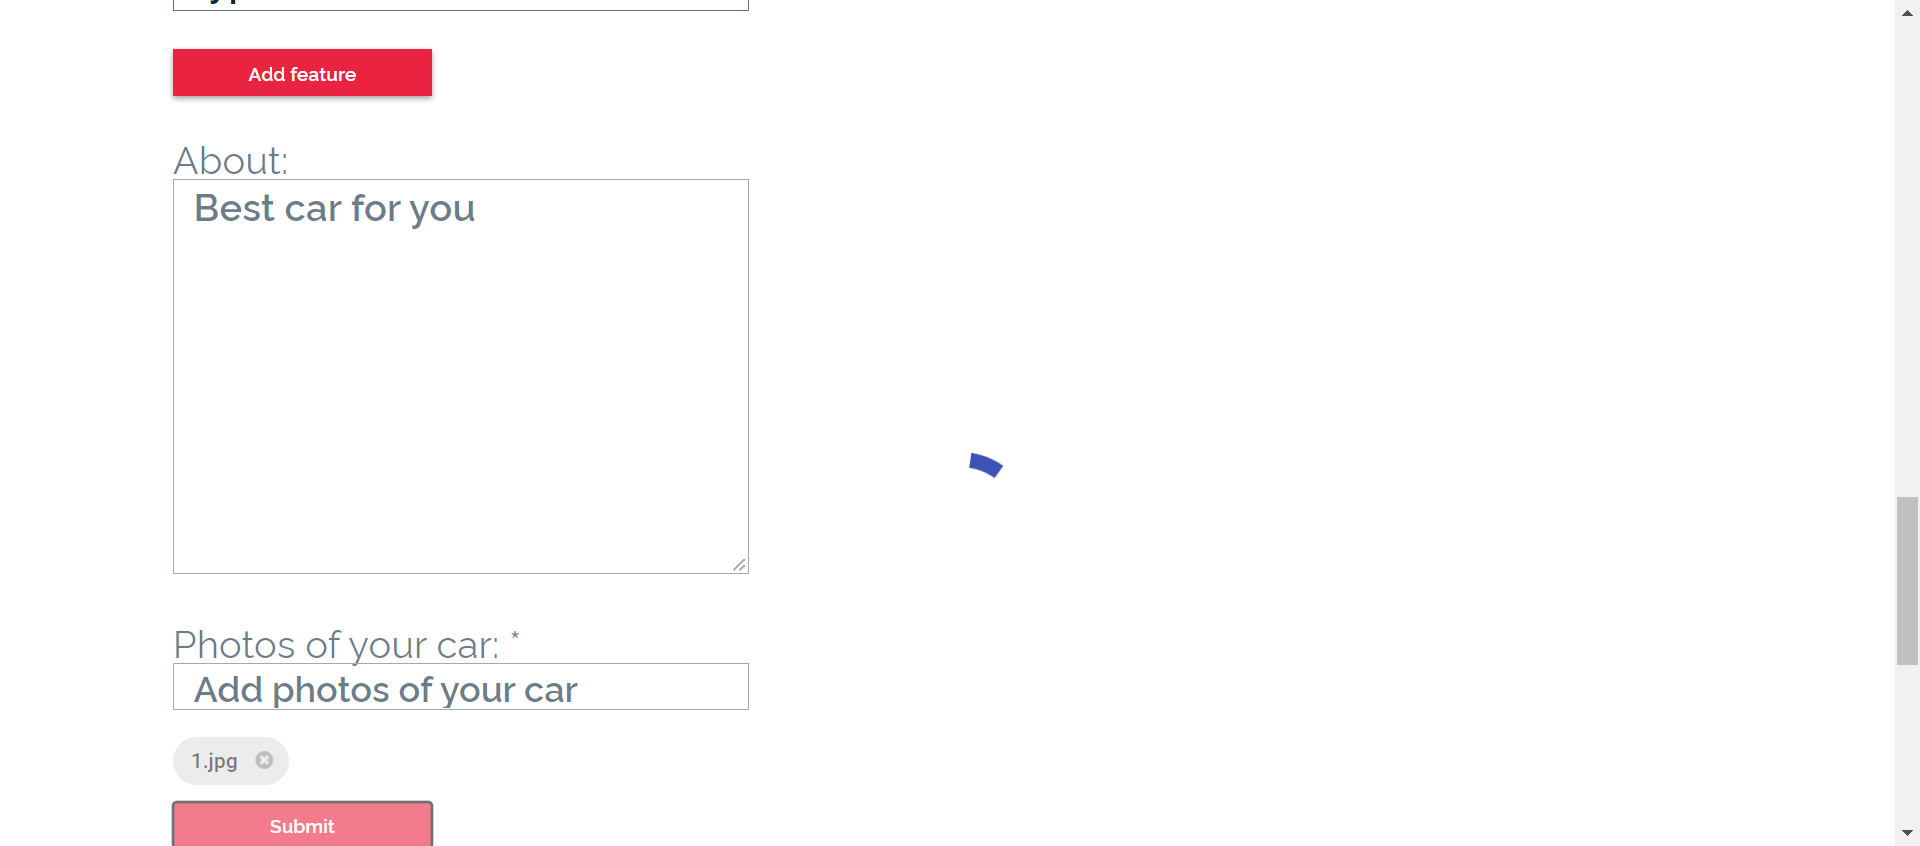 Add feature
About:
Best car for you
Photos of your car: *
Add photos of your car
1.jpg
Submit